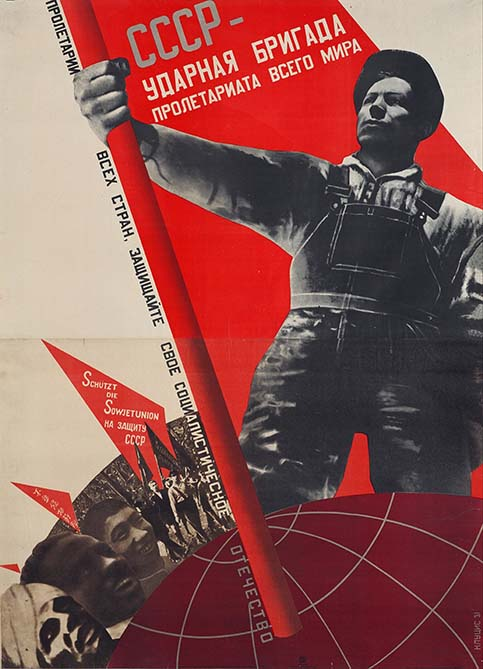 СССР–
УДАРНАЯ БРИГАДА
ПРОЛЕТАРИАТА ВСЕГО МИРА
ПРОЛЕТАРИИ
ВСЕХ СТРАН, ЗАЩИЩАЙТЕ СВОЕ СОЦИАЛИСТИЧЕСКОЕ
ОТЕЧЕСТВО
SCHÜTZT
DIE
SOWJETUNION
НА ЗАЩИТУ
СССР